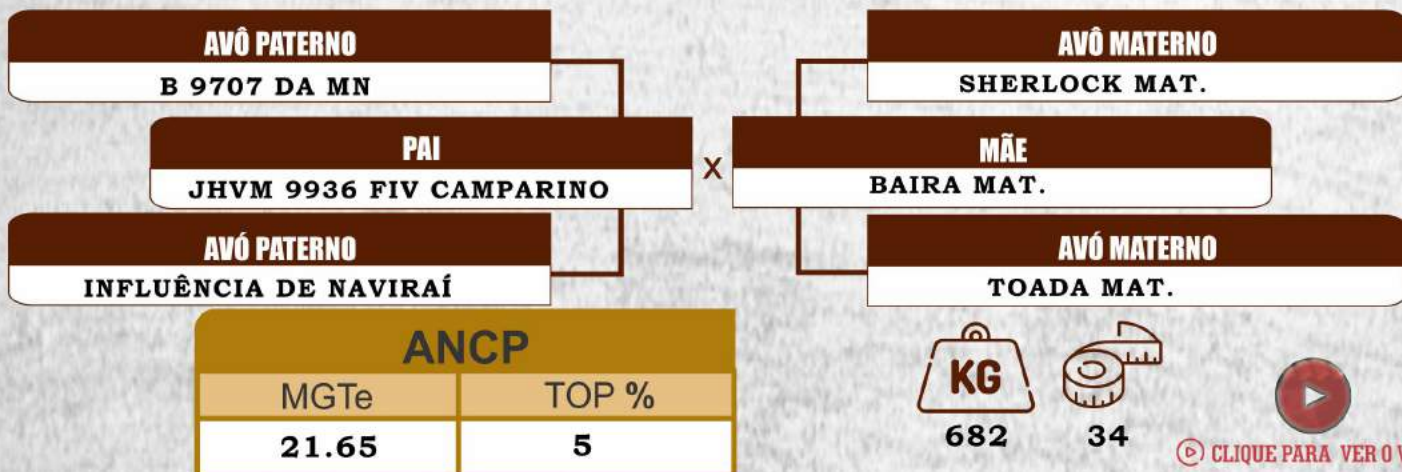 AVÔ PATERNO
B 9707 DA MN
AVÔ MATERNO
SHERLOCK MAT.
PAI
JHVM 9936 FIV CAMPARINO
X
MÃE
BAIRA MAT.
AVÓ PATERNO
INFLUÊNCIA DE NAVIRAÍ
AVÓ MATERNO
TOADA MAT.
ANCP
MGTe TOP %
21.65 5
KG
682 34
CLIQUE PARA VER O V